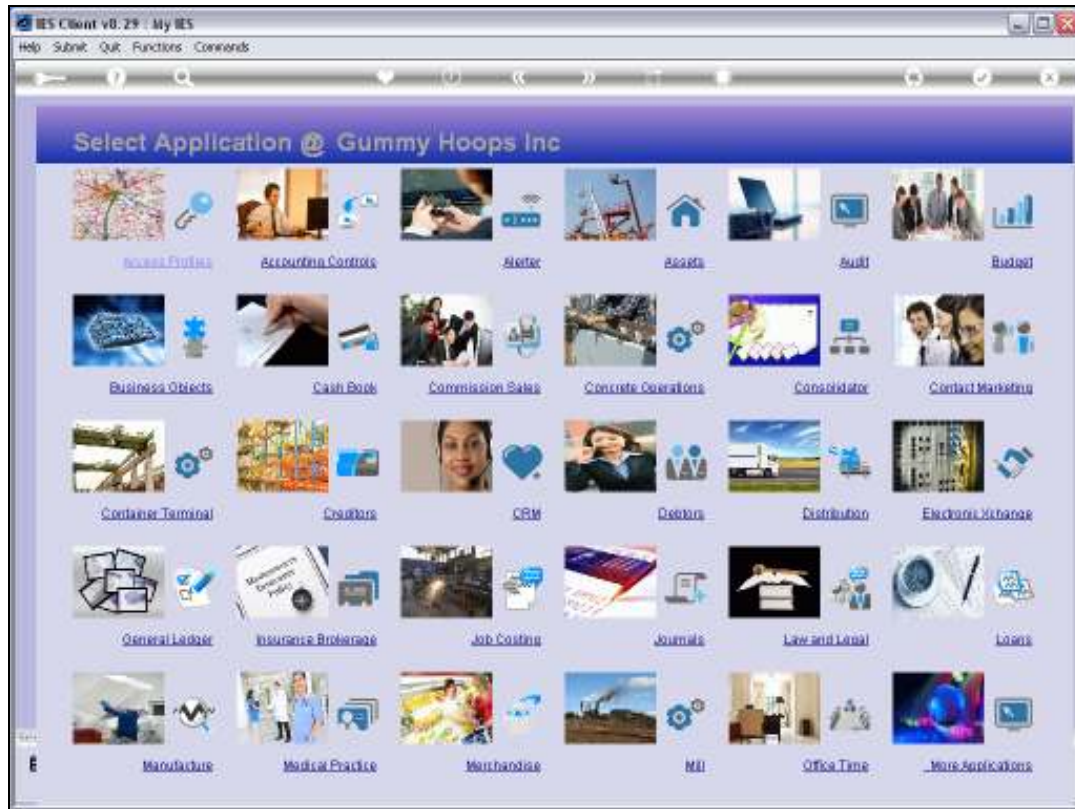 IES Client v8.29 : My IES
Help Submit Quit Functions Commands
Select Application @ Gummy Hoops Inc
Access Profiles Accounting Controls Alerter Assets Audit Budget
Business Objects Cash Book Commission Sales Concrete Operations Consolidator Contact Marketing
Container Terminal Creditors CRM Debtors Distribution Electronic Xchange
General Ledger Insurance Brokerage Job Costing Journals Law and Legal Loans
Manufacture Medical Practice Merchandise Mill Office Time ...More Applications